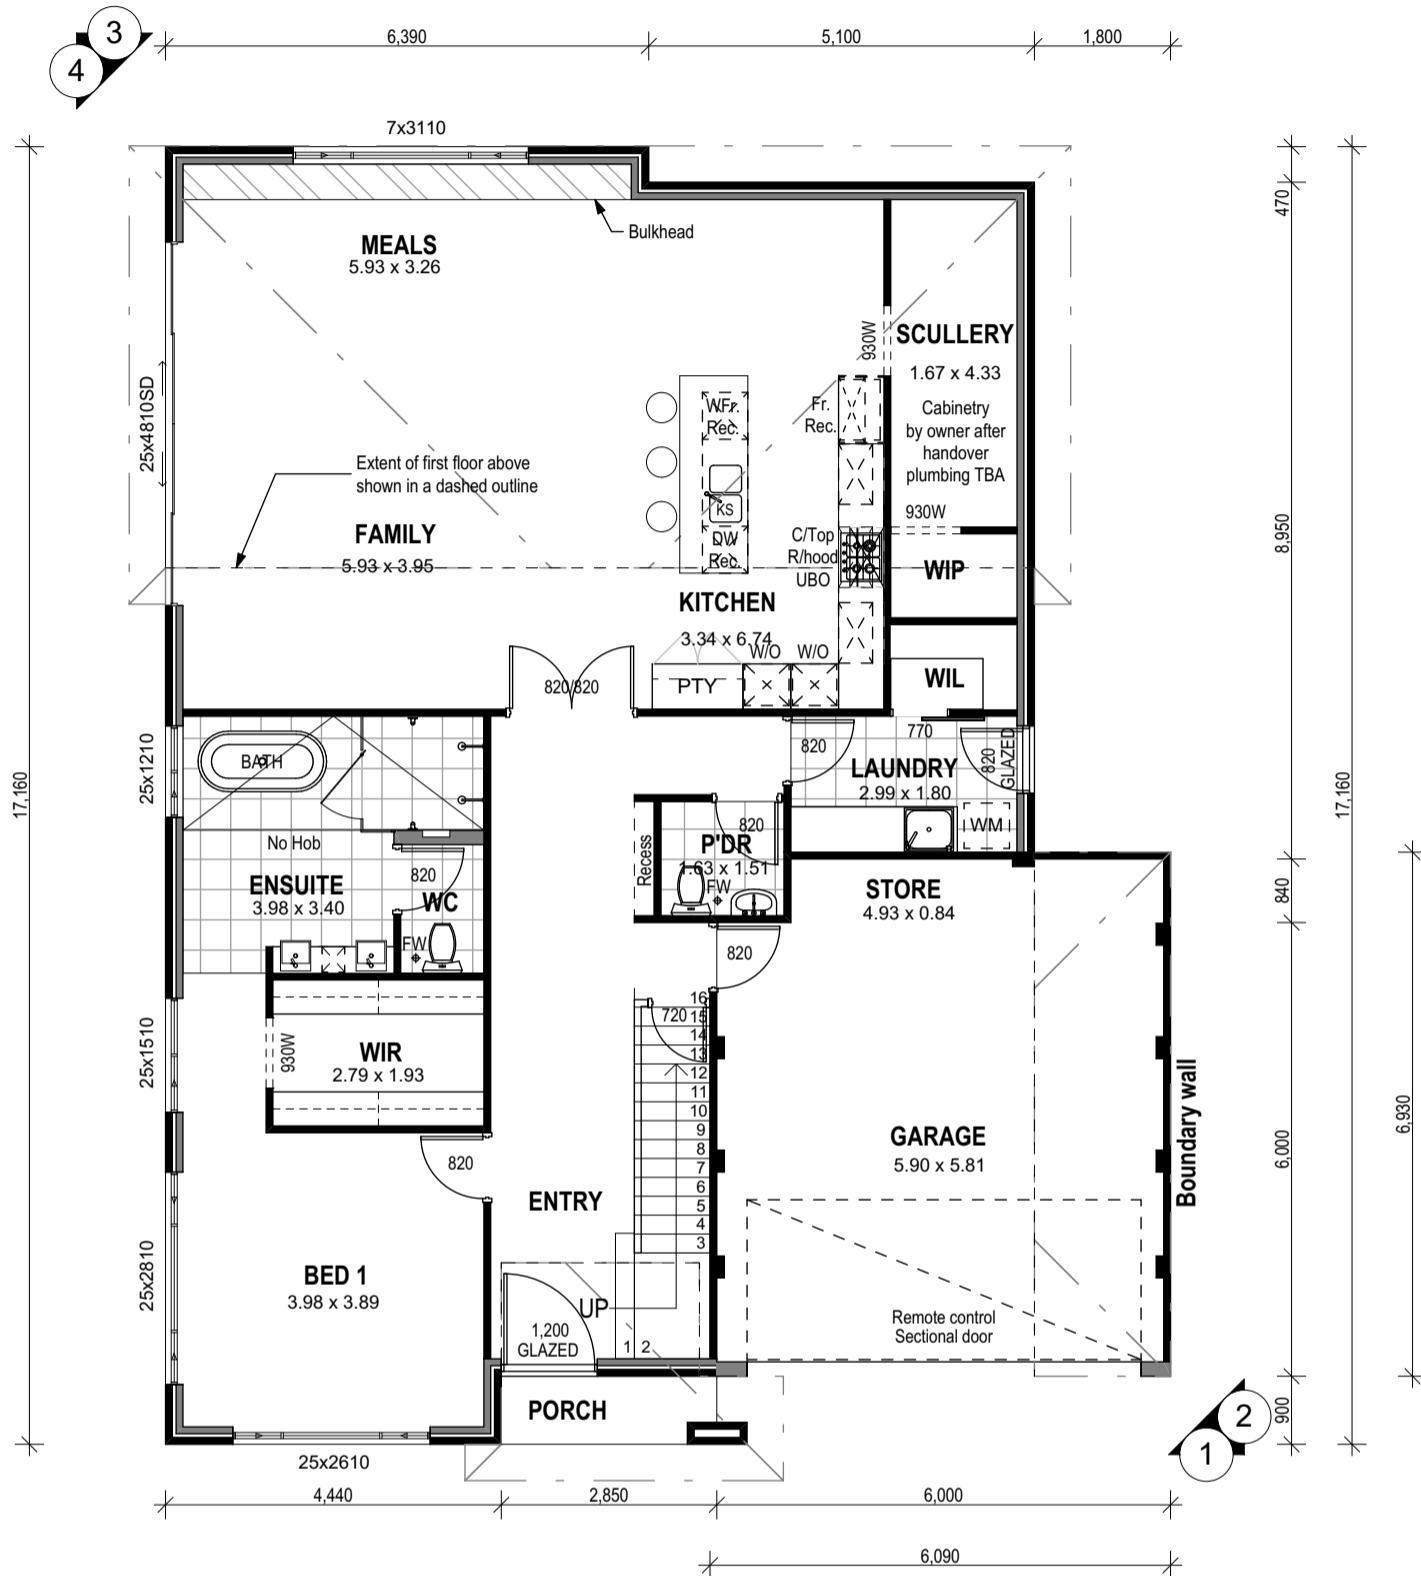 3
4
6,390
5,100
1,800
7x3110
Bulkhead
MEALS
5.93 x 3.26
470
SCULLERY
1.67 x 4.33
930W
Cabinetry
by owner after
handover
plumbing TBA
930W
WFr.
Rec.
Fr.
Rec.
25x4810SD
Extent of first floor above
shown in a dashed outline
KS
FAMILY
5.93 x 3.95
DW
Rec.
C/Top
R/hood
UBO
8,950
WIP
KITCHEN
3.34 x 6.74
W/O
W/O
PTY
WIL
820/820
770
17,160
17,160
25x1210
BATH
820
LAUNDRY
2.99 x 1.80
820
GLAZED
WM
No Hob
820
P'DR
1.63 x 1.51
FW
Recess
ENSUITE
3.98 x 3.40
820
WC
FW
STORE
4.93 x 0.84
840
820
25x1510
930W
WIR
2.79 x 1.93
720
16
15
14
13
12
11
10
9
8
7
6
5
4
3
820
GARAGE
5.90 x 5.81
Boundary wall
6,000
6,930
ENTRY
25x2810
BED 1
3.98 x 3.89
UP
1,200
GLAZED
1 2
Remote control
Sectional door
PORCH
900
2
1
25x2610
4,440
2,850
6,000
6,090